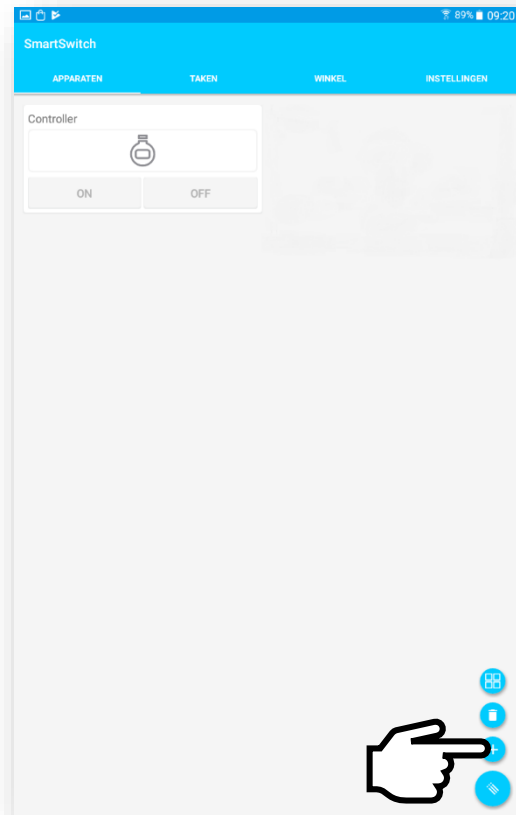 89% 09:20
SmartSwitch
APPARATEN TAKEN WINKEL INSTELLINGEN
Controller
ON OFF